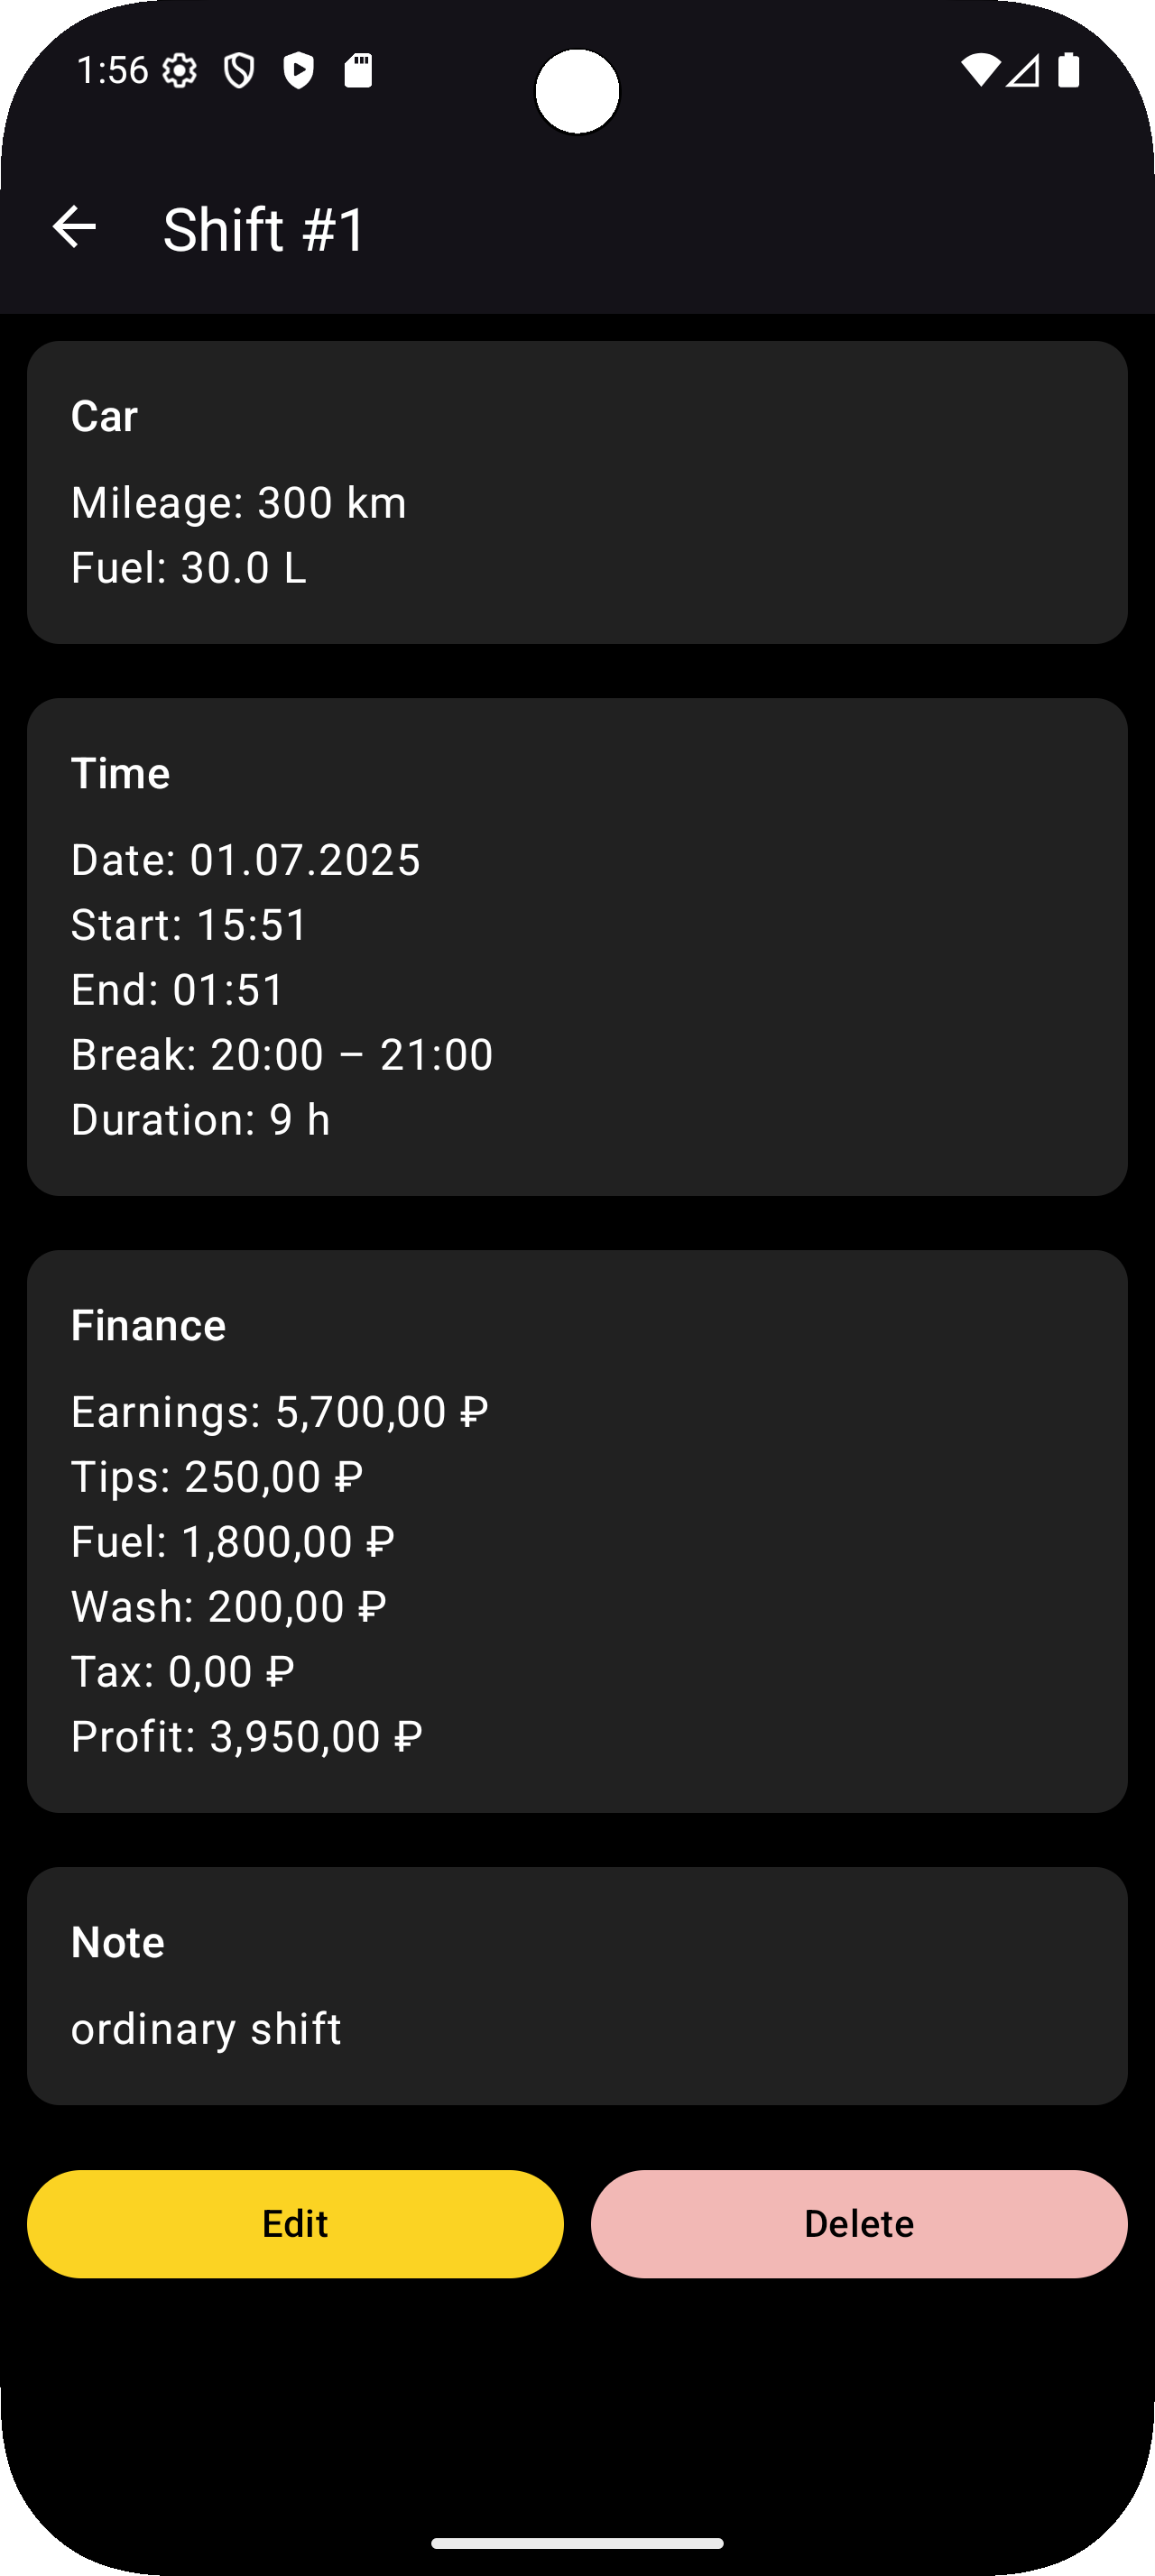 1:56
Shift #1
Car
Mileage: 300 km
Fuel: 30.0 L
Time
Date: 01.07.2025
Start: 15:51
End: 01:51
Break: 20:00 – 21:00
Duration: 9 h
Finance
Earnings: 5,700,00 ₽
Tips: 250,00 ₽
Fuel: 1,800,00 ₽
Wash: 200,00 ₽
Tax: 0,00 ₽
Profit: 3,950,00 ₽
Note
ordinary shift
Edit
Delete